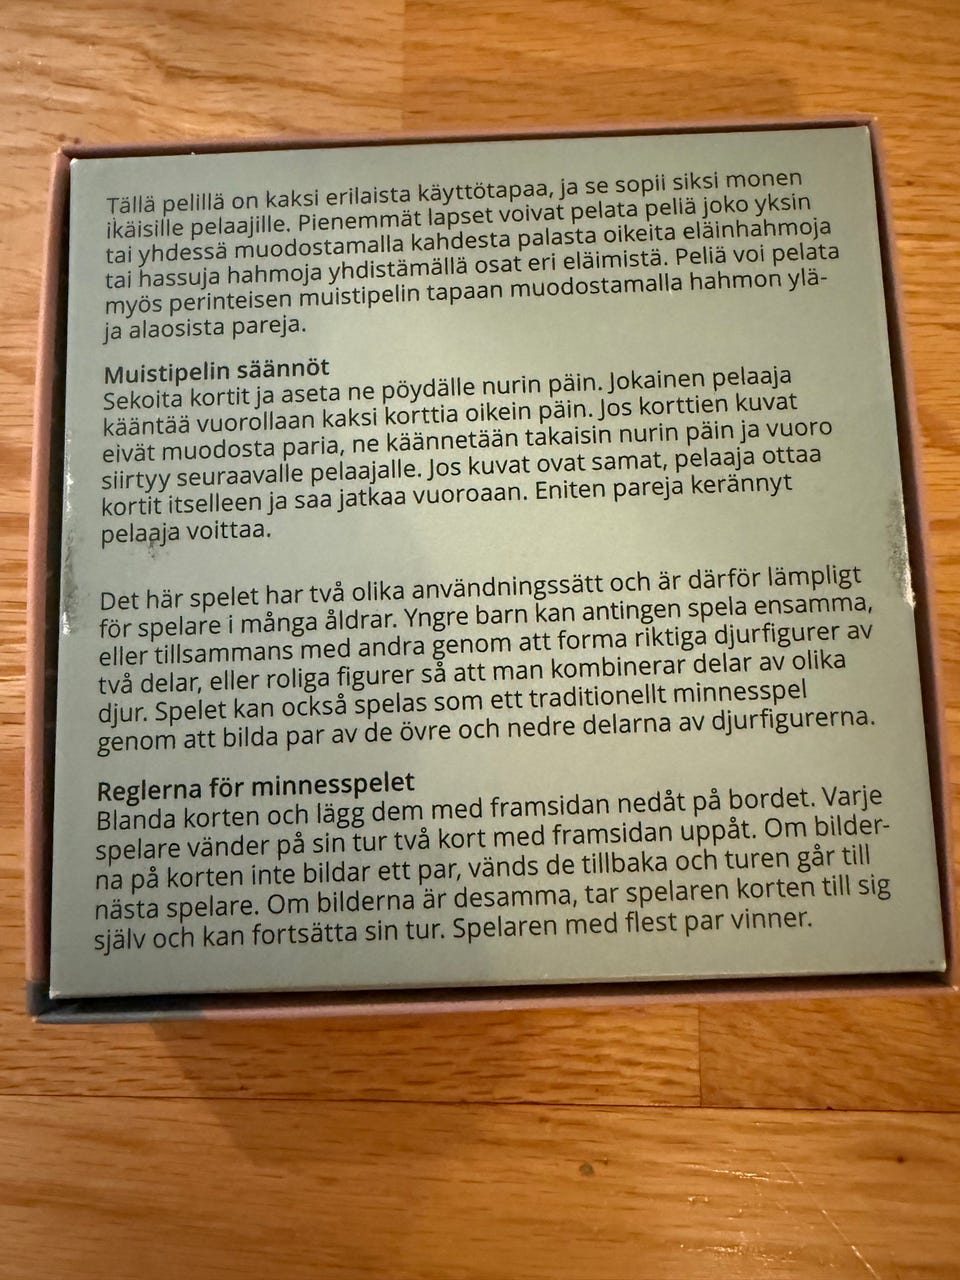 Tällä pelillä on kaksi erilaista käyttötapaa, ja se sopii siksi monen
ikäisille pelaajille. Pienemmät lapset voivat pelata peliä joko yksin
tai yhdessä muodostamalla kahdesta palasta oikeita eläinhahmoja
tai hassuja hahmoja yhdistämällä osat eri eläimistä. Peliä voi pelata
myös perinteisen muistipelin tapaan muodostamalla hahmon ylä-
ja alaosista pareja.
Muistipelin säännöt
Sekoita kortit ja aseta ne pöydälle nurin päin. Jokainen pelaaja
kääntää vuorollaan kaksi korttia oikein päin. Jos korttien kuvat
eivät muodosta paria, ne käännetään takaisin nurin päin ja vuoro
siirtyy seuraavalle pelaajalle. Jos kuvat ovat samat, pelaaja ottaa
kortit itselleen ja saa jatkaa vuoroaan. Eniten pareja kerännyt
pelaaja voittaa.
Det här spelet har två olika användningssätt och är därför lämpligt
för spelare i många åldrar. Yngre barn kan antingen spela ensamma,
eller tillsammans med andra genom att forma riktiga djurfigurer av
två delar, eller roliga figurer så att man kombinerar delar av olika
djur. Spelet kan också spelas som ett traditionellt minnesspel
genom att bilda par av de övre och nedre delarna av djurfigurerna.
Reglerna för minnesspelet
Blanda korten och lägg dem med framsidan nedåt på bordet. Varje
spelare vänder på sin tur två kort med framsidan uppåt. Om bilder-
na på korten inte bildar ett par, vänds de tillbaka och turen går till
nästa spelare. Om bilderna är desamma, tar spelaren korten till sig
själv och kan fortsätta sin tur. Spelaren med flest par vinner.